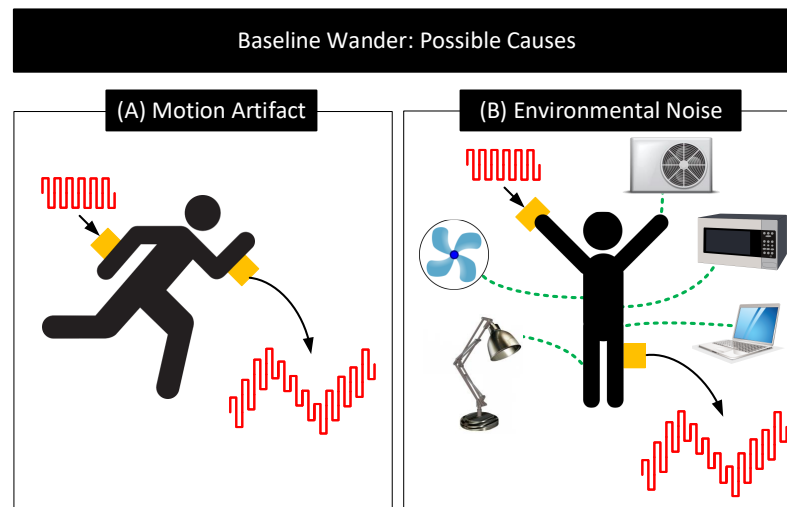 Baseline Wander: Possible Causes
(A) Motion Artifact
(B) Environmental Noise